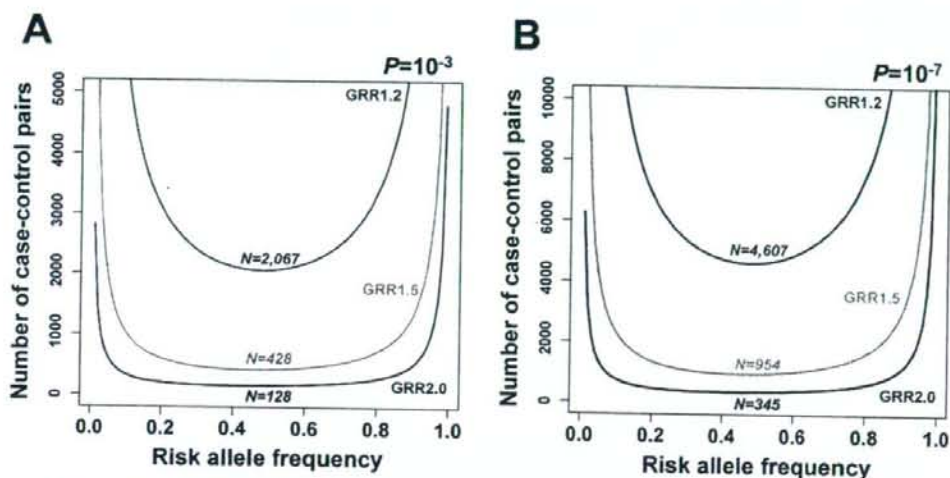 A
P=10-3
Number of case-control pairs
5000
4000
3000
2000
1000
0
GRR1.2
N=2,067
GRR1.5
N=428
N=128
GRR2.0
0.0 0.2 0.4 0.6 0.8 1.0
Risk allele frequency
B
P=10-7
Number of case-control pairs
10000
8000
6000
4000
2000
0
GRR1.2
N=4,607
GRR1.5
N=954
N=345
GRR2.0
0.0 0.2 0.4 0.6 0.8 1.0
Risk allele frequency